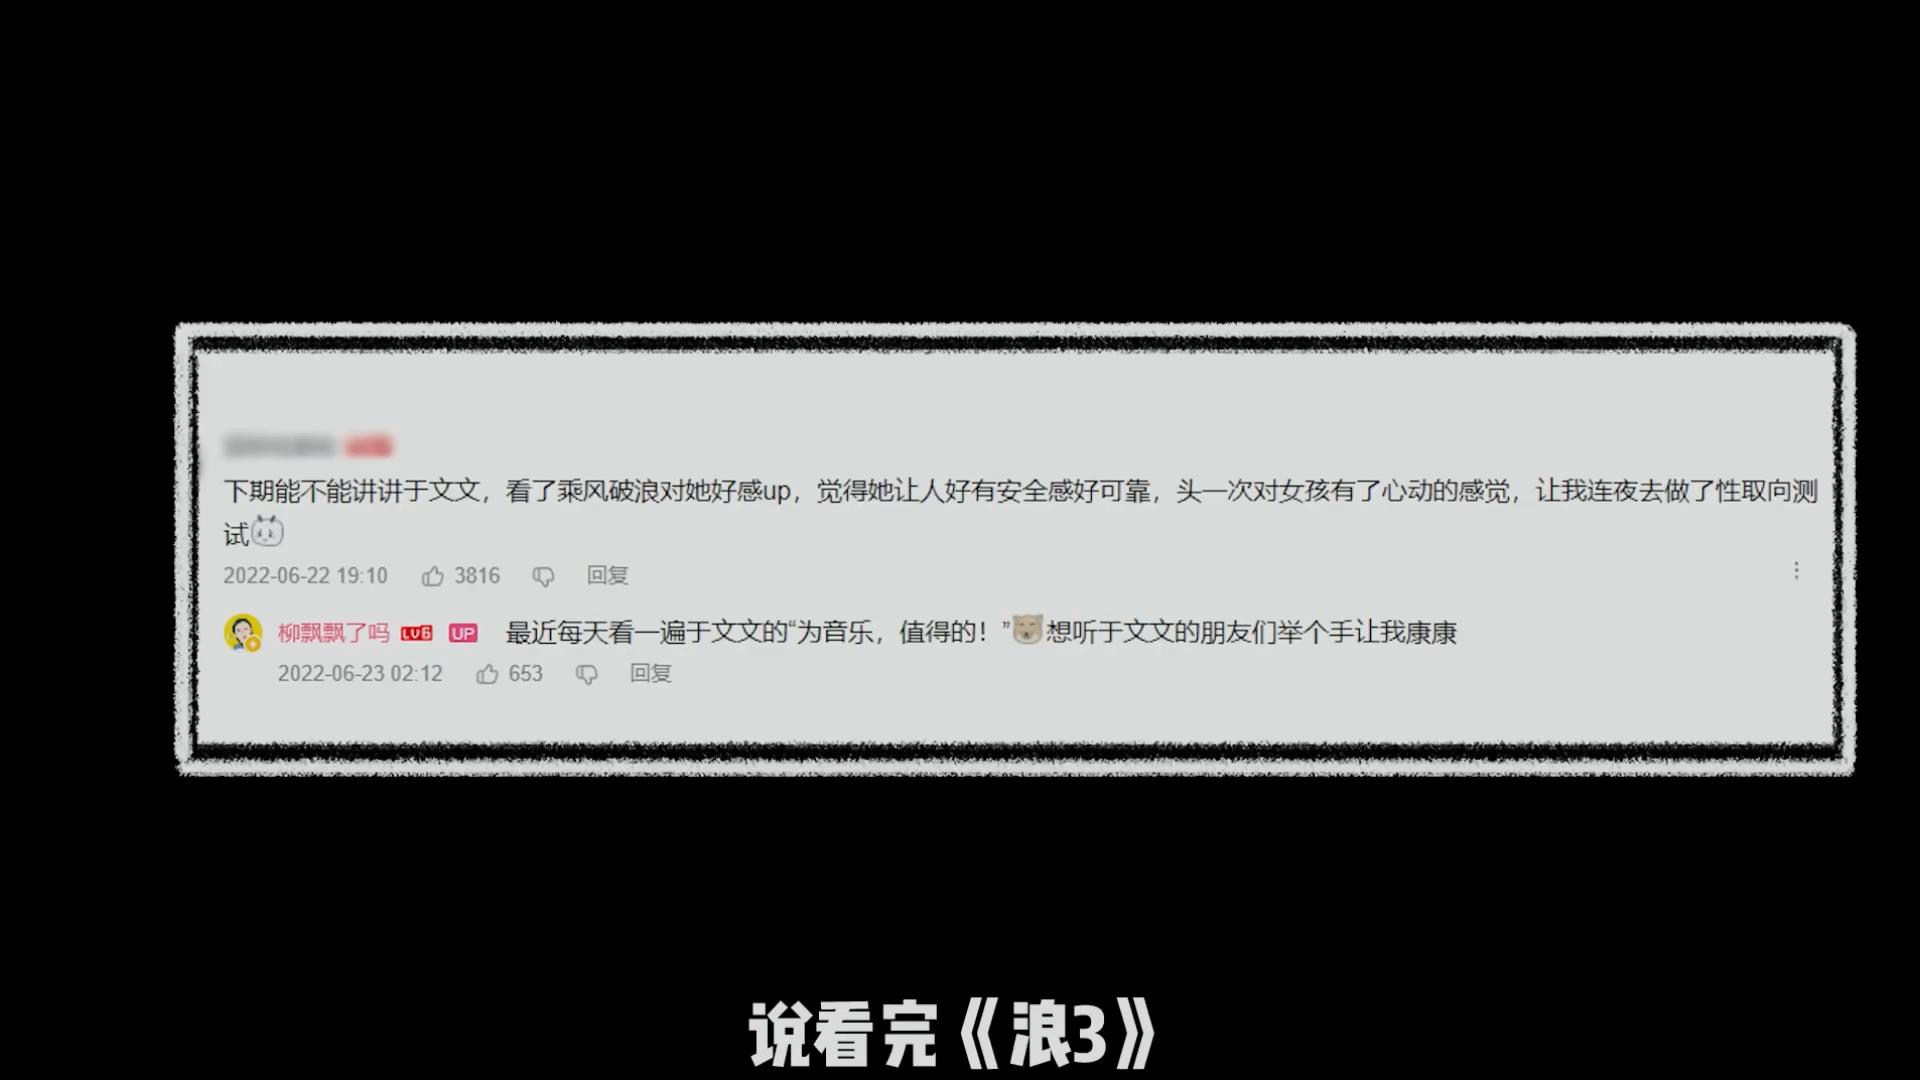 下期能不能讲讲于文文，看了乘风破浪对她好感up，觉得她让人好有安全感好可靠，头一次对女孩有了心动的感觉，让我连夜去做了性取向测
试
2022-06-22 19:10 3816 回复
柳飘飘了吗 LV6 UP 最近每天看一遍于文文的“为音乐，值得的！”想听于文文的朋友们举个手让我康康
2022-06-23 02:12 653 回复
说看完《浪3》